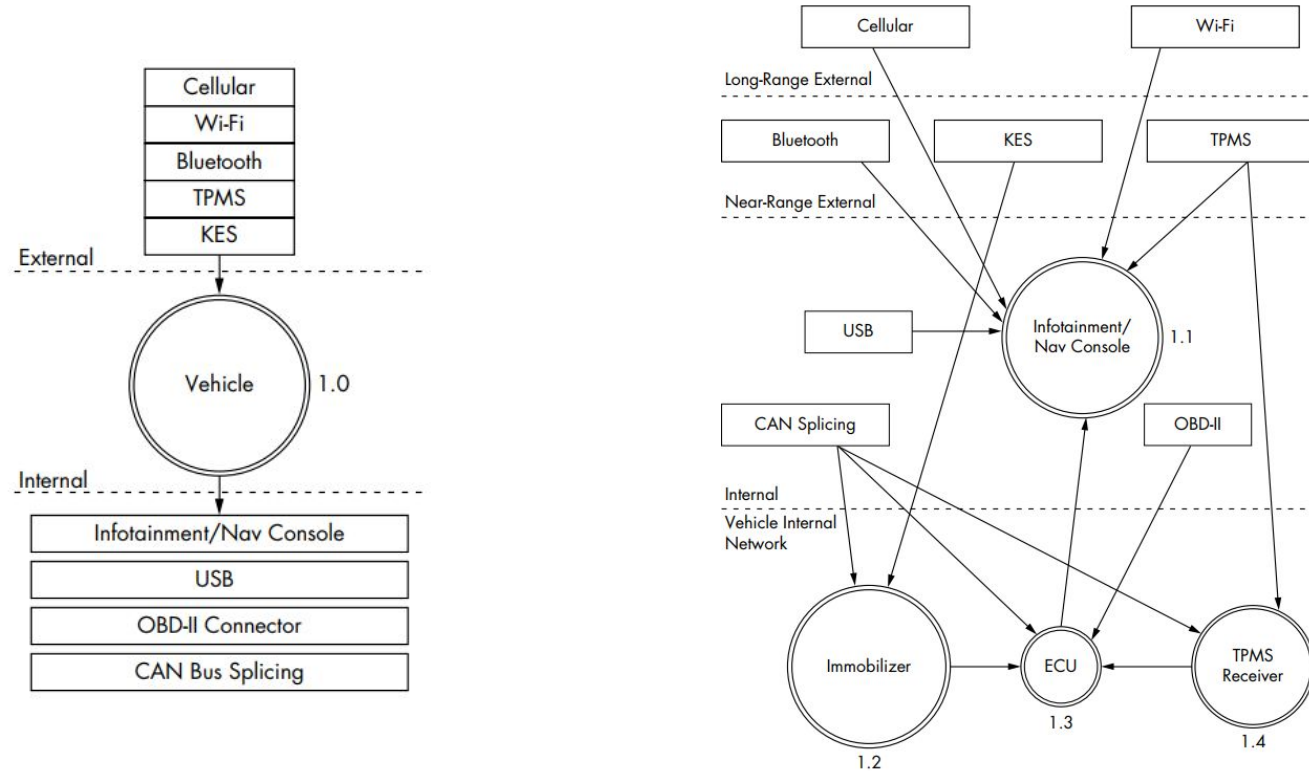 Cellular
Wi-Fi
Bluetooth
TPMS
KES
External
Vehicle
1.0
Internal
Infotainment/Nav Console
USB
OBD-II Connector
CAN Bus Splicing
Cellular
Wi-Fi
Long-Range External
Bluetooth
KES
TPMS
Near-Range External
USB
Infotainment/
Nav Console
1.1
CAN Splicing
OBD-II
Internal
Vehicle Internal
Network
Immobilizer
1.2
ECU
1.3
TPMS
Receiver
1.4